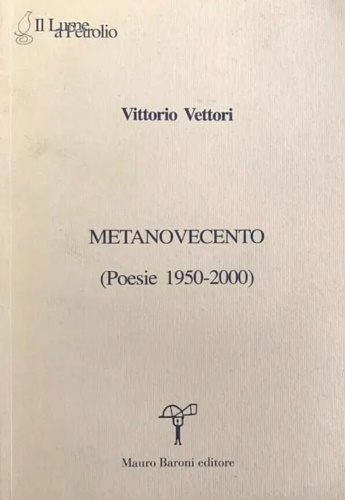 Il Lume
a Petrolio
Vittorio Vettori
METANOVECENTO
(Poesie 1950-2000)
Mauro Baroni editore